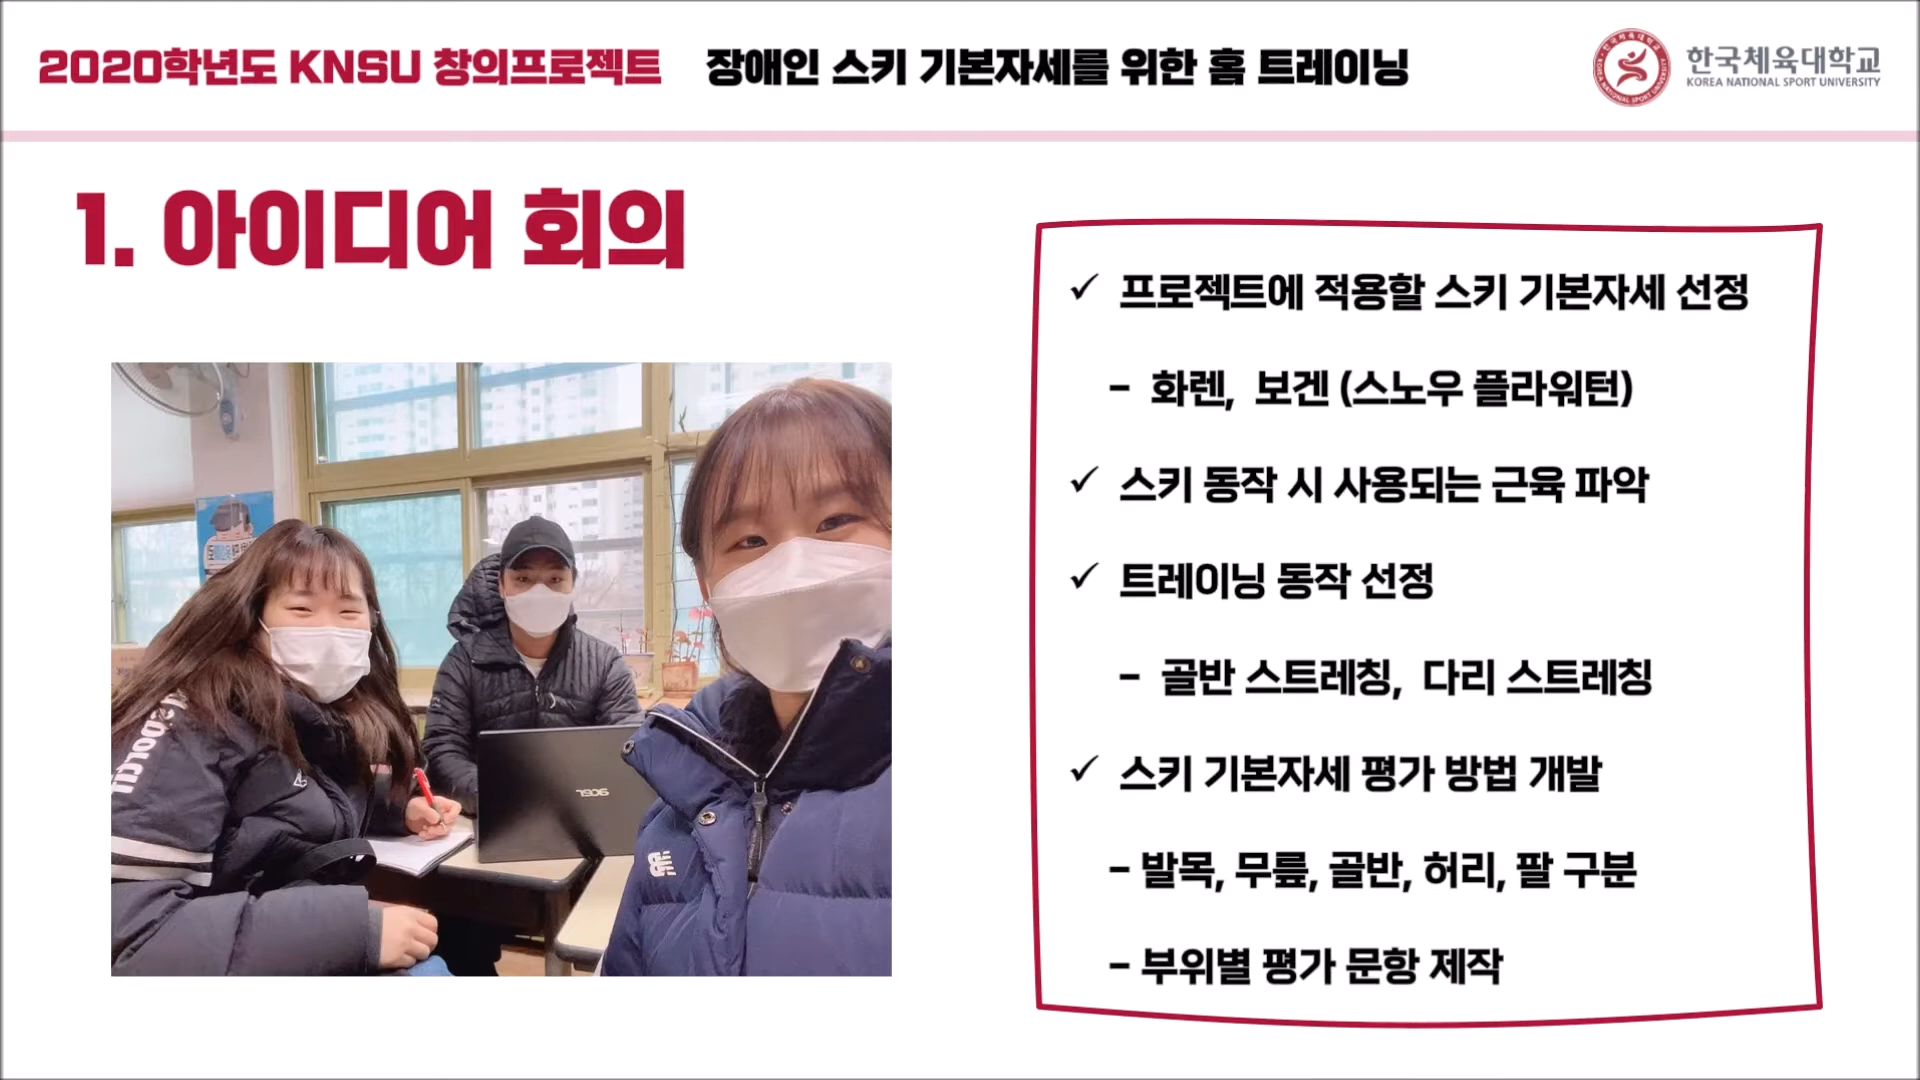 2020학년도 KNSU 창의프로젝트 장애인 스키 기본자세를 위한 홈 트레이닝
한국체육대학교
KOREA NATIONAL SPORT UNIVERSITY
1. 아이디어 회의
✓ 프로젝트에 적용할 스키 기본자세 선정
- 화렌, 보겐 (스노우 플라워턴)
✓ 스키 동작 시 사용되는 근육 파악
✓ 트레이닝 동작 선정
- 골반 스트레칭, 다리 스트레칭
✓ 스키 기본자세 평가 방법 개발
- 발목, 무릎, 골반, 허리, 팔 구분
- 부위별 평가 문항 제작
acer